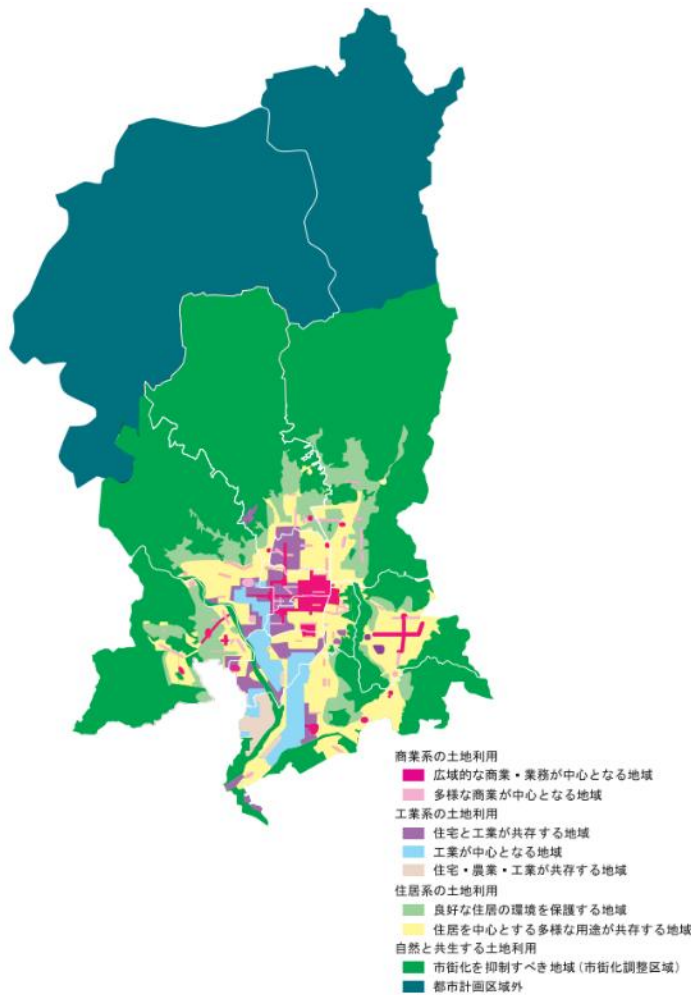 商業系の土地利用
広域的な商業・業務が中心となる地域
多様な商業が中心となる地域
工業系の土地利用
住宅と工業が共存する地域
工業が中心となる地域
住宅・農業・工業が共存する地域
住居系の土地利用
良好な住居の環境を保護する地域
住居を中心とする多様な用途が共存する地域
自然と共生する土地利用
市街化を抑制すべき地域(市街化調整区域)
都市計画区域外